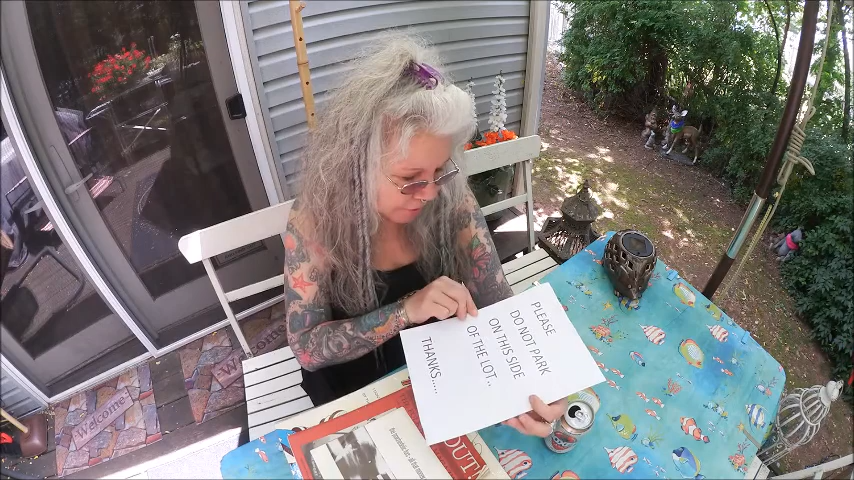 PLEASE
DO NOT PARK
ON THIS SIDE
OF THE LOT.
THANKS.....
OUT!
Welcome
Welcome